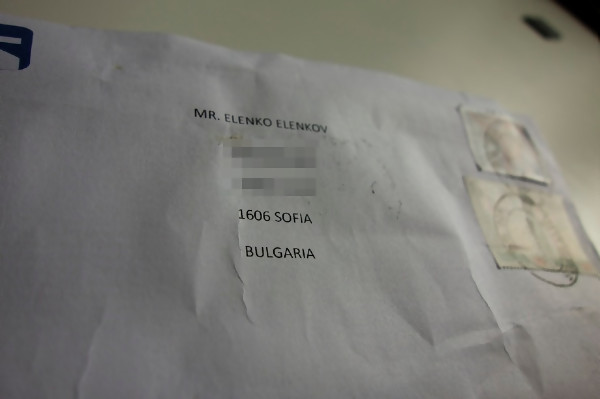 MR. ELENKO ELENKOV
1606 SOFIA
BULGARIA